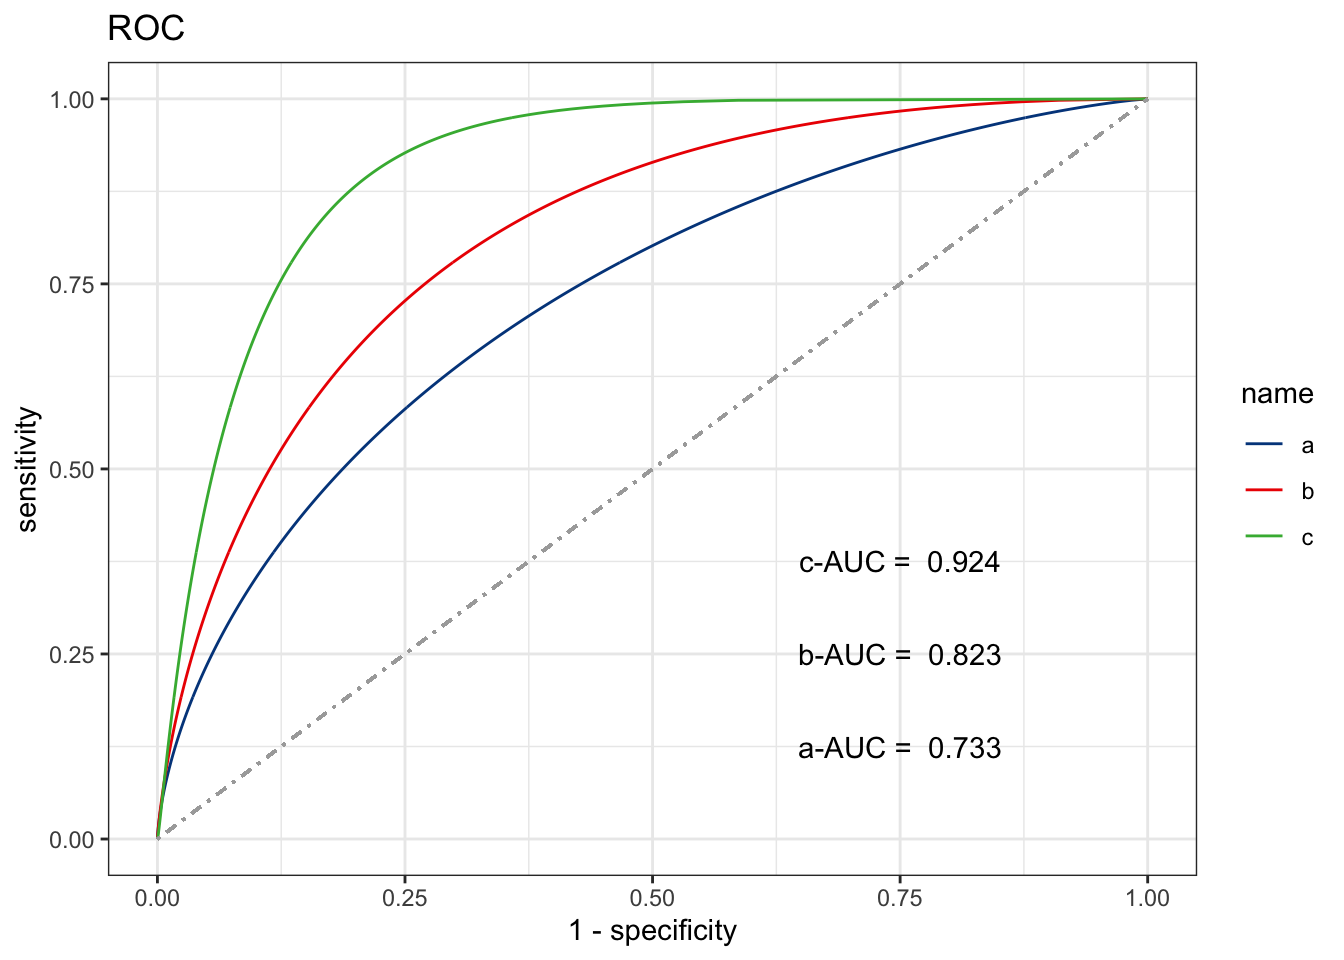 ROC
1.00
0.75
0.50
0.25
0.00
sensitivity
c-AUC = 0.924
b-AUC = 0.823
a-AUC = 0.733
0.00 0.25 0.50 0.75 1.00
1 - specificity
name
a
b
c